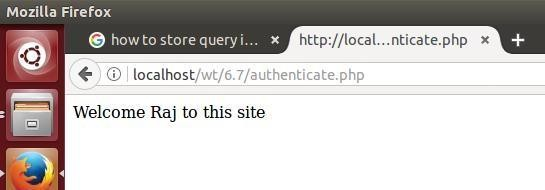 Mozilla Firefox
how to store query i... ×
http://local...nticate.php ×
localhost/wt/6.7/authenticate.php
Welcome Raj to this site